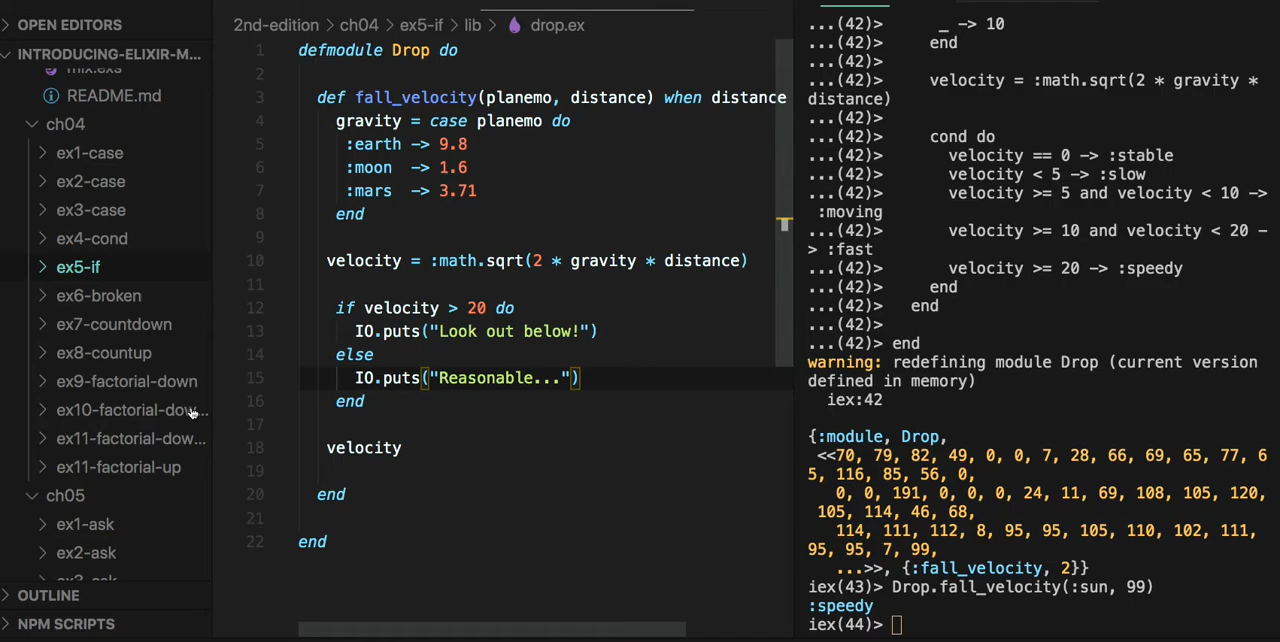 OPEN EDITORS
INTRODUCING-ELIXIR-M...
mix.exs
README.md
ch04
ex1-case
ex2-case
ex3-case
ex4-cond
ex5-if
ex6-broken
ex7-countdown
ex8-countup
ex9-factorial-down
ex10-factorial-dow...
ex11-factorial-dow...
ex11-factorial-up
ch05
ex1-ask
ex2-ask
ex3-ask
OUTLINE
NPM SCRIPTS
2nd-edition > ch04 > ex5-if > lib > drop.ex
1 defmodule Drop do
2
3 def fall_velocity(planemo, distance) when distance
4 gravity = case planemo do
5 :earth -> 9.8
6 :moon -> 1.6
7 :mars -> 3.71
8 end
9
10 velocity = :math.sqrt(2 * gravity * distance)
11
12 if velocity > 20 do
13 IO.puts("Look out below!")
14 else
15 IO.puts("Reasonable...")
16 end
17
18 velocity
19
20 end
21
22 end
...(42)> _ -> 10
...(42)> end
...(42)>
...(42)> velocity = :math.sqrt(2 * gravity *
distance)
...(42)>
...(42)> cond do
...(42)> velocity == 0 -> :stable
...(42)> velocity < 5 -> :slow
...(42)> velocity >= 5 and velocity < 10 ->
:moving
...(42)> velocity >= 10 and velocity < 20 -
> :fast
...(42)> velocity >= 20 -> :speedy
...(42)> end
...(42)> end
...(42)>
...(42)> end
warning: redefining module Drop (current version
defined in memory)
iex:42
{:module, Drop,
<<70, 79, 82, 49, 0, 0, 7, 28, 66, 69, 65, 77, 6
5, 116, 85, 56, 0,
0, 0, 191, 0, 0, 0, 24, 11, 69, 108, 105, 120,
105, 114, 46, 68,
114, 111, 112, 8, 95, 95, 105, 110, 102, 111,
95, 95, 7, 99,
...>>, {:fall_velocity, 2}}
iex(43)> Drop.fall_velocity(:sun, 99)
:speedy
iex(44)>